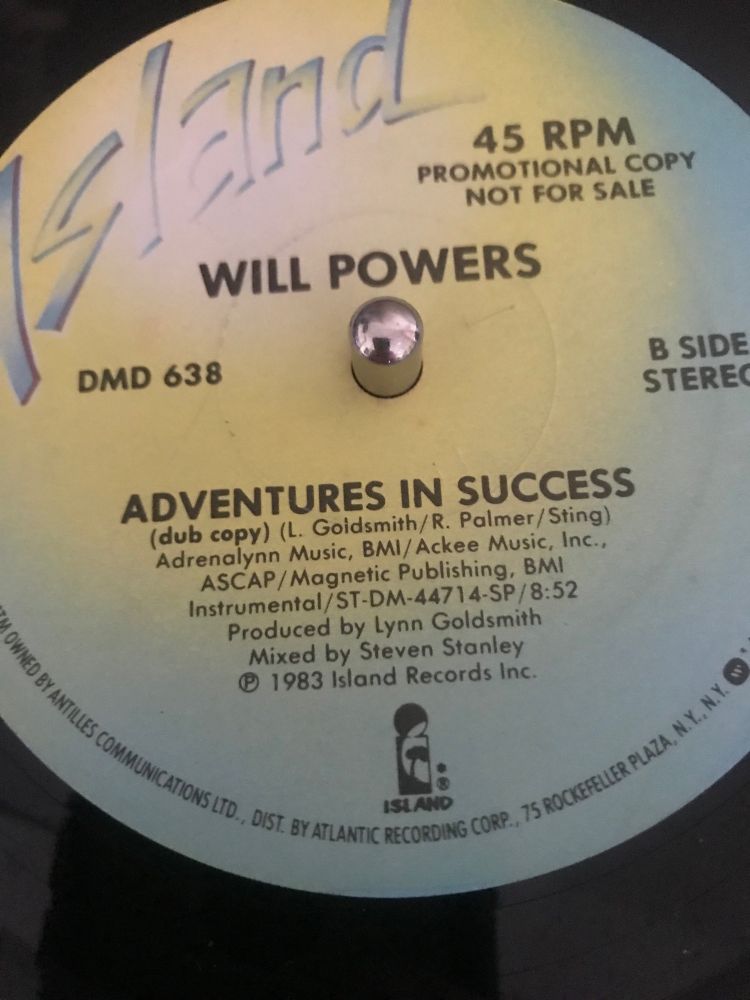 Island
45 RPM
PROMOTIONAL COPY
NOT FOR SALE
WILL POWERS
DMD 638
B SIDE
STEREO
ADVENTURES IN SUCCESS
(dub copy) (L. Goldsmith/R. Palmer/Sting)
Adrenalynn Music, BMI/Ackee Music, Inc.,
ASCAP/Magnetic Publishing, BMI
Instrumental/ST-DM-44714-SP/8:52
Produced by Lynn Goldsmith
Mixed by Steven Stanley
℗ 1983 Island Records Inc.
®
ISLAND
OWNED BY ANTILLES COMMUNICATIONS LTD., DIST. BY ATLANTIC RECORDING CORP., 75 ROCKEFELLER PLAZA, N.Y., N.Y.